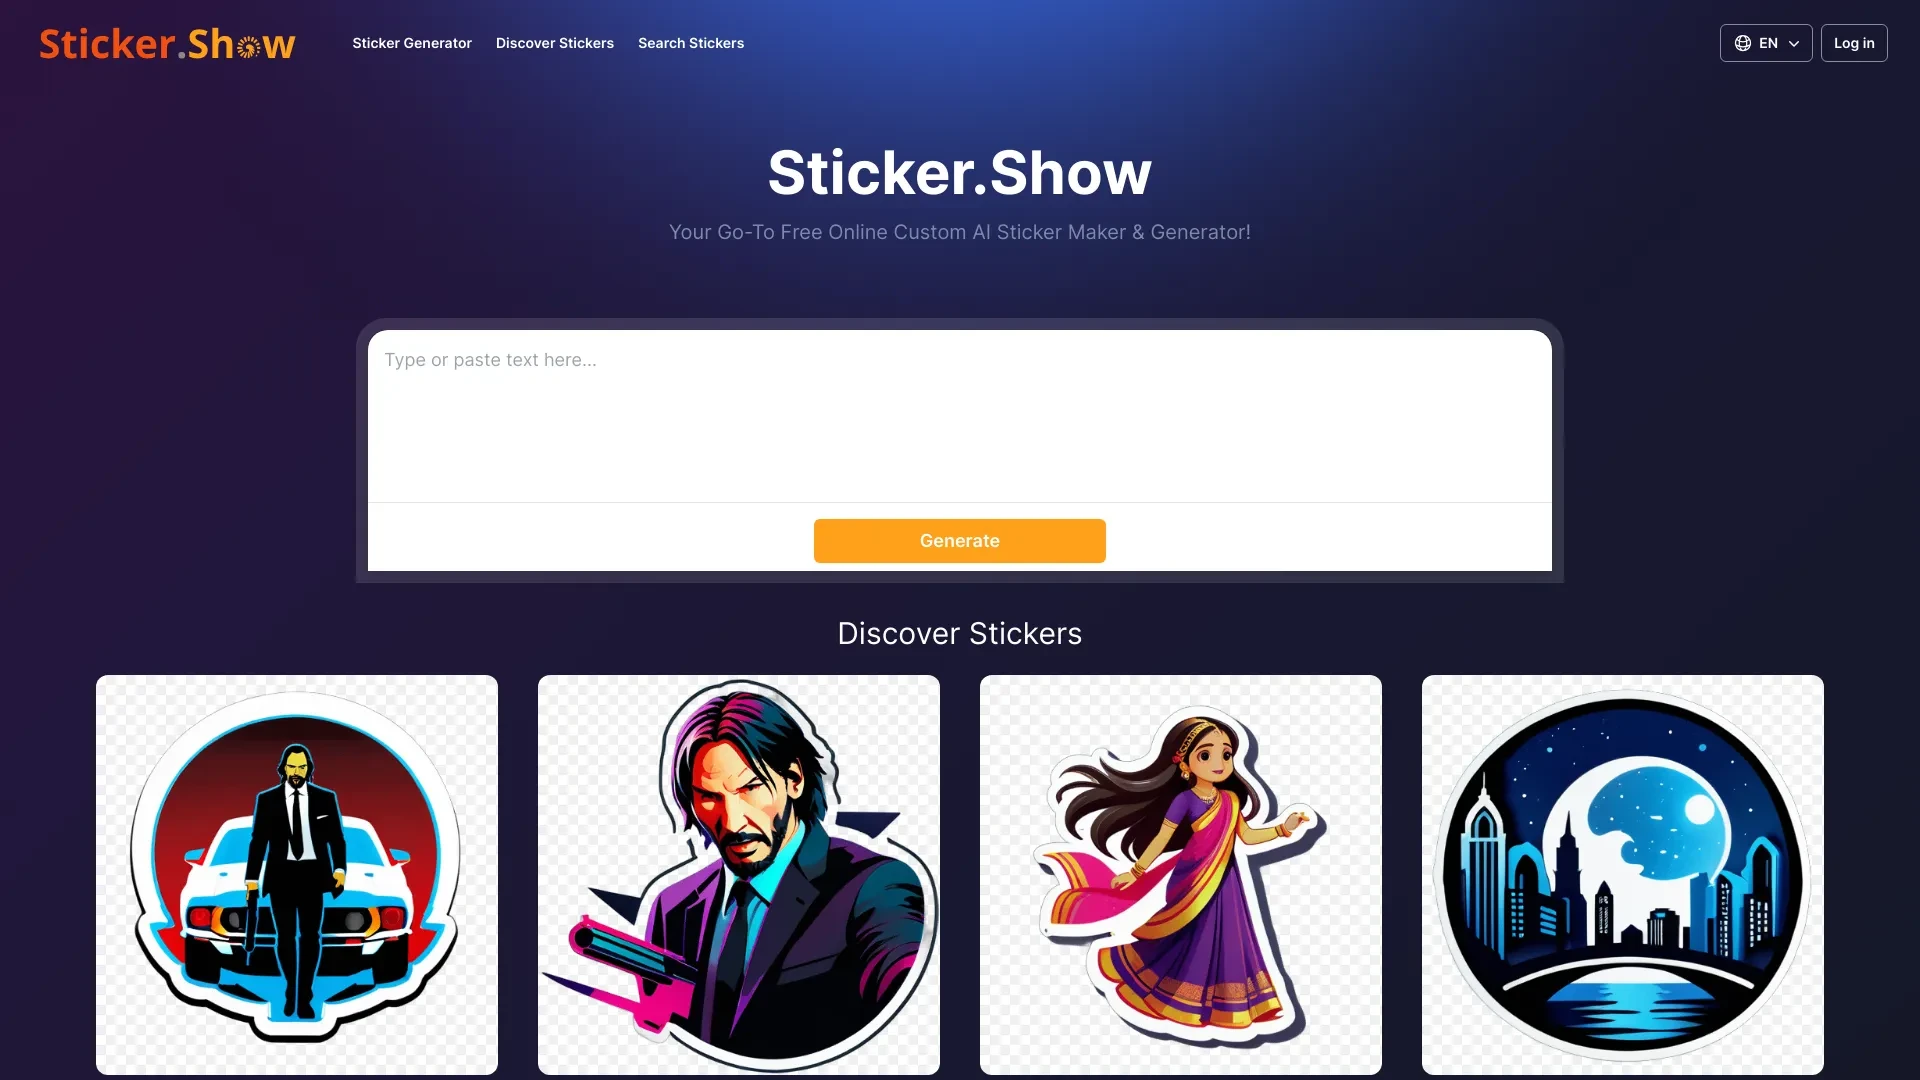 Sticker.Show
Sticker Generator
Discover Stickers
Search Stickers
EN
Log in
Sticker.Show
Your Go-To Free Online Custom AI Sticker Maker & Generator!
Type or paste text here...
Generate
Discover Stickers